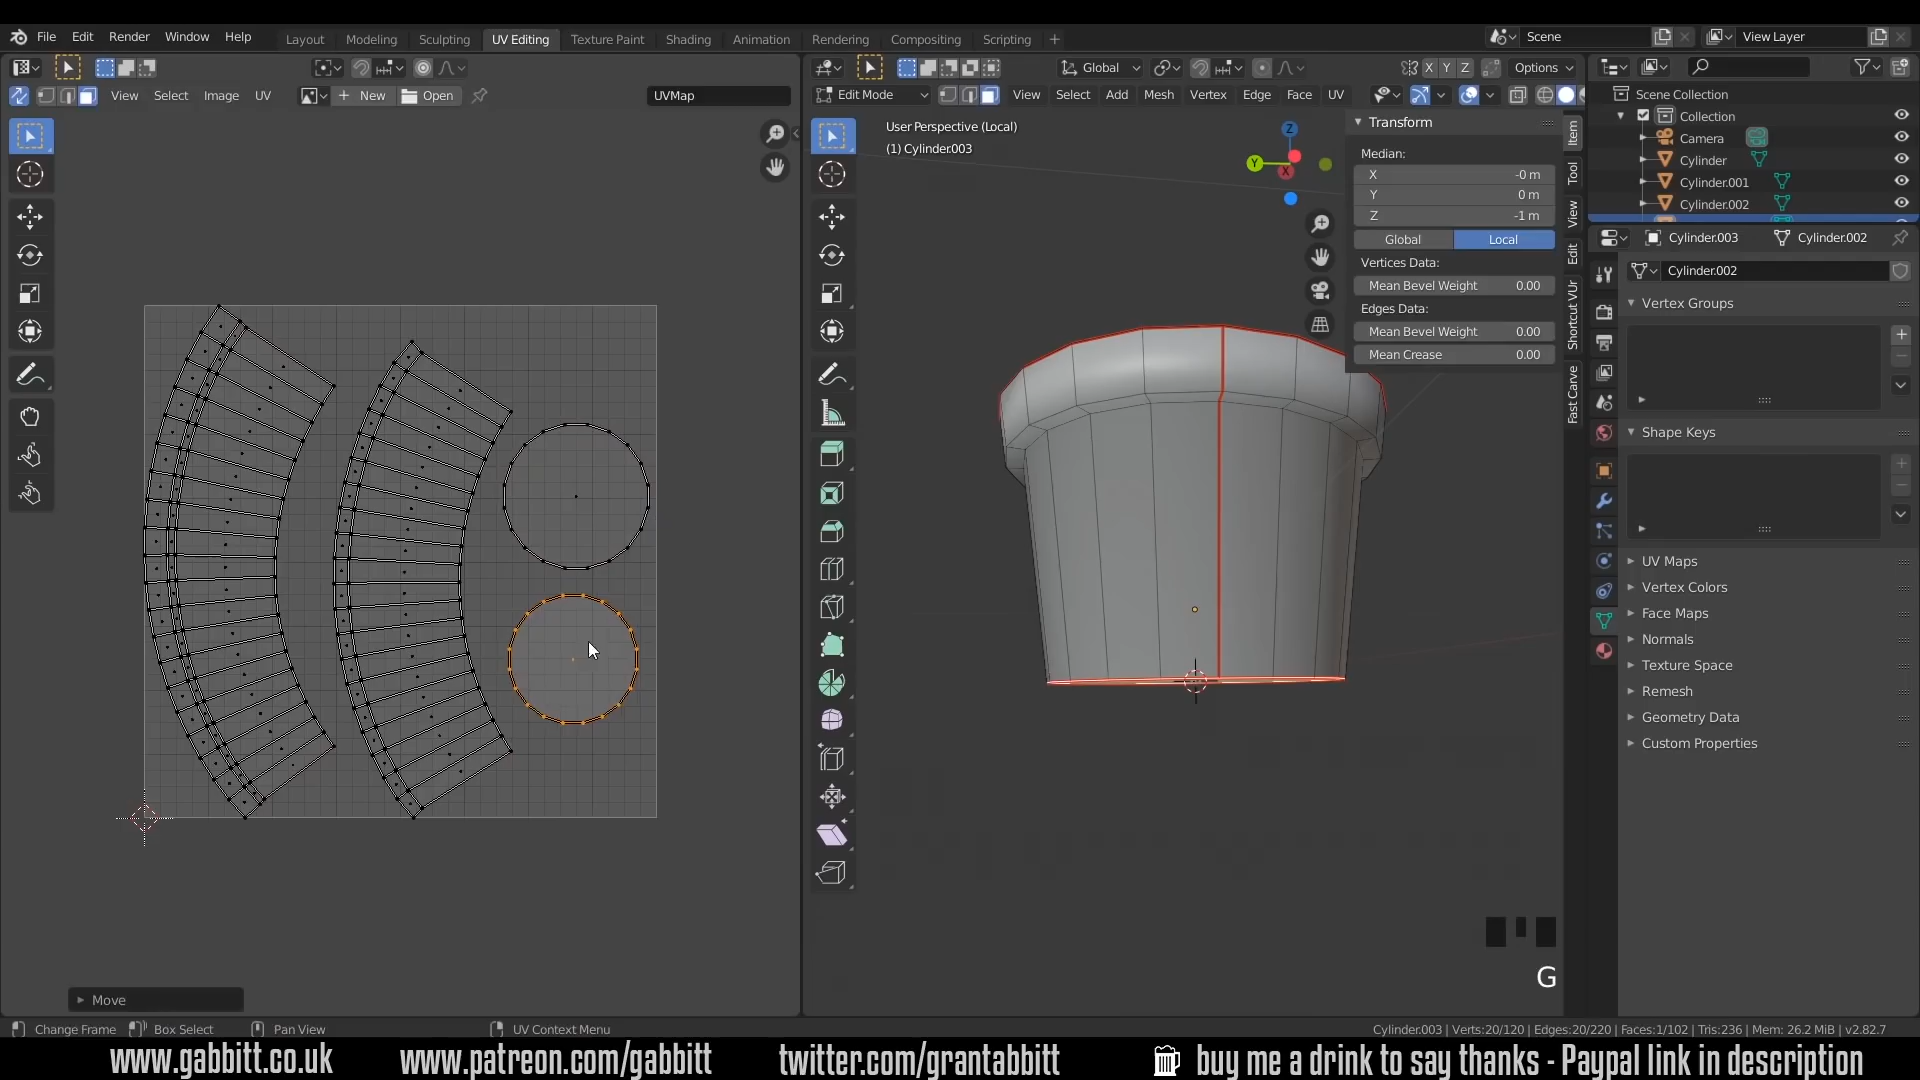 File Edit Render Window Help Layout Modeling Sculpting UV Editing Texture Paint Shading Animation Rendering Compositing Scripting + Scene View Layer
Global X Y Z Options
View Select Image UV New Open UVMap
Edit Mode View Select Add Mesh Vertex Edge Face UV
Scene Collection
Collection
Camera
Cylinder
Cylinder.001
Cylinder.002
User Perspective (Local)
(1) Cylinder.003
Z
Y
X
Transform
Median:
X -0 m
Y 0 m
Z -1 m
Global Local
Vertices Data:
Mean Bevel Weight 0.00
Edges Data:
Mean Bevel Weight 0.00
Mean Crease 0.00
Item
Tool
View
Edit
Shortcut VUr
Fast Carve
Cylinder.003 Cylinder.002
Cylinder.002
Vertex Groups
Shape Keys
UV Maps
Vertex Colors
Face Maps
Normals
Texture Space
Remesh
Geometry Data
Custom Properties
G
Move
Change Frame Box Select Pan View UV Context Menu Cylinder.003 | Verts:20/120 | Edges:20/220 | Faces:1/102 | Tris:236 | Mem: 26.2 MiB | v2.82.7
www.gabbitt.co.uk www.patreon.com/gabbitt twitter.com/grantabbitt buy me a drink to say thanks - Paypal link in description